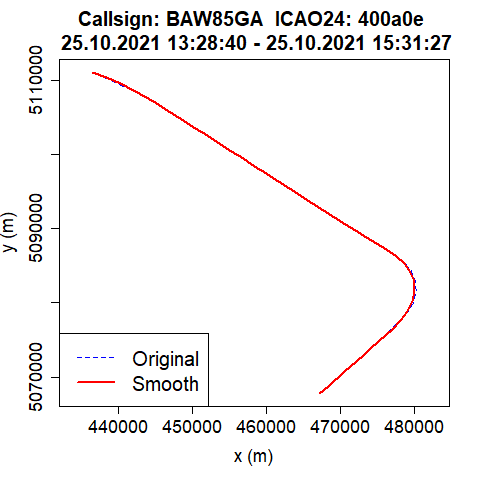 Callsign: BAW85GA  ICAO24: 400a0e
25.10.2021 13:28:40 - 25.10.2021 15:31:27
5110000
5090000
5070000
y (m)
Original
Smooth
440000 450000 460000 470000 480000
x (m)